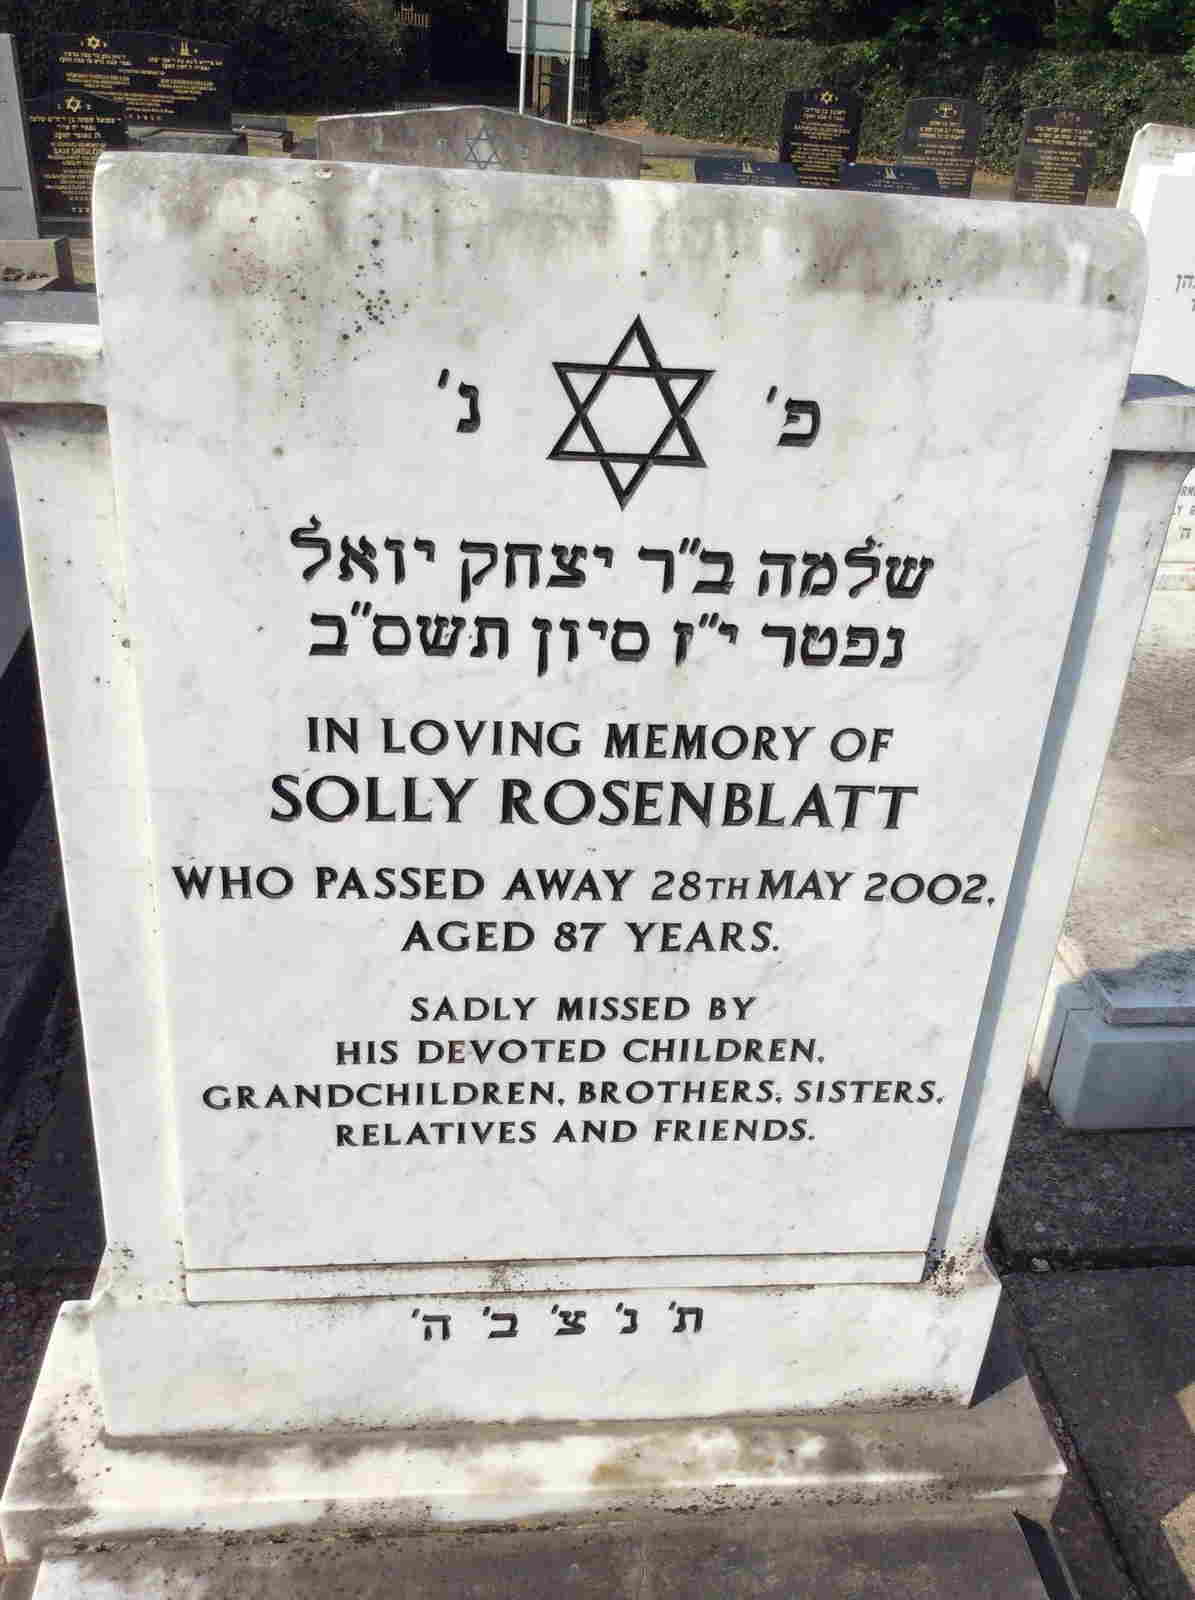 פ' נ'
שלמה ב"ר יצחק יואל
נפטר י"ז סיון תשס"ב
IN LOVING MEMORY OF
SOLLY ROSENBLATT
WHO PASSED AWAY 28TH MAY 2002,
AGED 87 YEARS.
SADLY MISSED BY
HIS DEVOTED CHILDREN,
GRANDCHILDREN, BROTHERS, SISTERS,
RELATIVES AND FRIENDS.
ת' נ' צ' ב' ה'